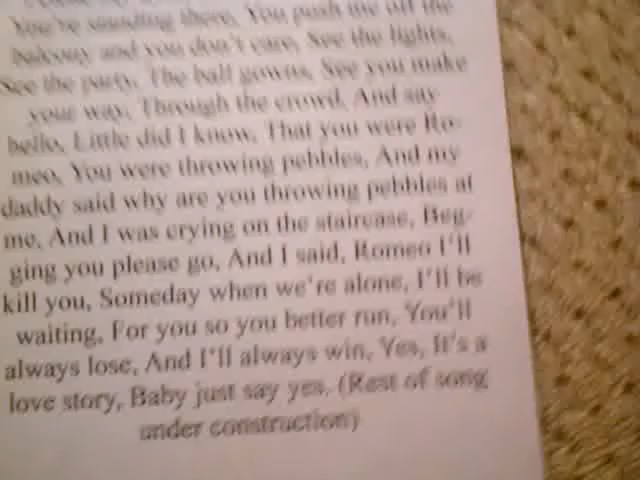 You're standing there, You push me off the
balcony and you don't care, See the lights,
See the party, The ball gowns, See you make
your way, Through the crowd, And say
hello, Little did I know, That you were Ro-
meo, You were throwing pebbles, And my
daddy said why are you throwing pebbles at
me, And I was crying on the staircase, Beg-
ging you please go, And I said, Romeo I'll
kill you, Someday when we're alone, I'll be
waiting, For you so you better run, You'll
always lose, And I'll always win, Yes, It's a
love story, Baby just say yes. (Rest of song
under construction)